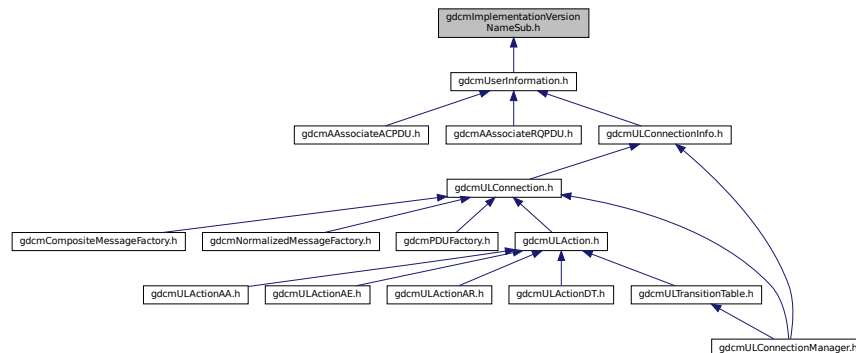 gdcmImplementationVersion
NameSub.h
gdcmUserInformation.h
gdcmAAssociateACPDU.h
gdcmAAssociateRQPDU.h
gdcmULConnectionInfo.h
gdcmULConnection.h
gdcmCompositeMessageFactory.h
gdcmNormalizedMessageFactory.h
gdcmPDUFactory.h
gdcmULAction.h
gdcmULActionAA.h
gdcmULActionAE.h
gdcmULActionAR.h
gdcmULActionDT.h
gdcmULTransitionTable.h
gdcmULConnectionManager.h